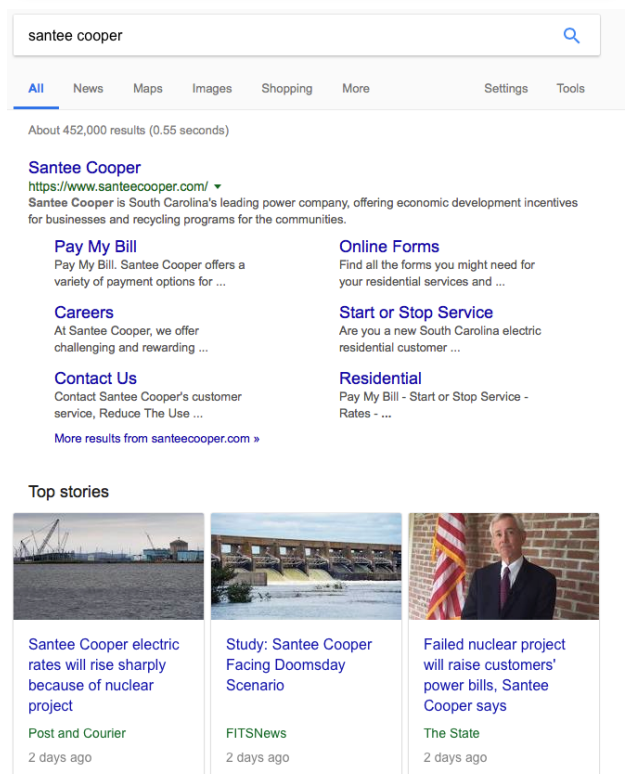 santee cooper
All News Maps Images Shopping More Settings Tools
About 452,000 results (0.55 seconds)
Santee Cooper
https://www.santeecooper.com/
Santee Cooper is South Carolina's leading power company, offering economic development incentives
for businesses and recycling programs for the communities.
Pay My Bill
Pay My Bill. Santee Cooper offers a
variety of payment options for ...
Online Forms
Find all the forms you might need for
your residential services and ...
Careers
At Santee Cooper, we offer
challenging and rewarding ...
Start or Stop Service
Are you a new South Carolina electric
residential customer ...
Contact Us
Contact Santee Cooper's customer
service, Reduce The Use ...
Residential
Pay My Bill - Start or Stop Service -
Rates - ...
More results from santeecooper.com »
Top stories
Santee Cooper electric
rates will rise sharply
because of nuclear
project
Post and Courier
2 days ago
Study: Santee Cooper
Facing Doomsday
Scenario
FITSNews
2 days ago
Failed nuclear project
will raise customers'
power bills, Santee
Cooper says
The State
2 days ago